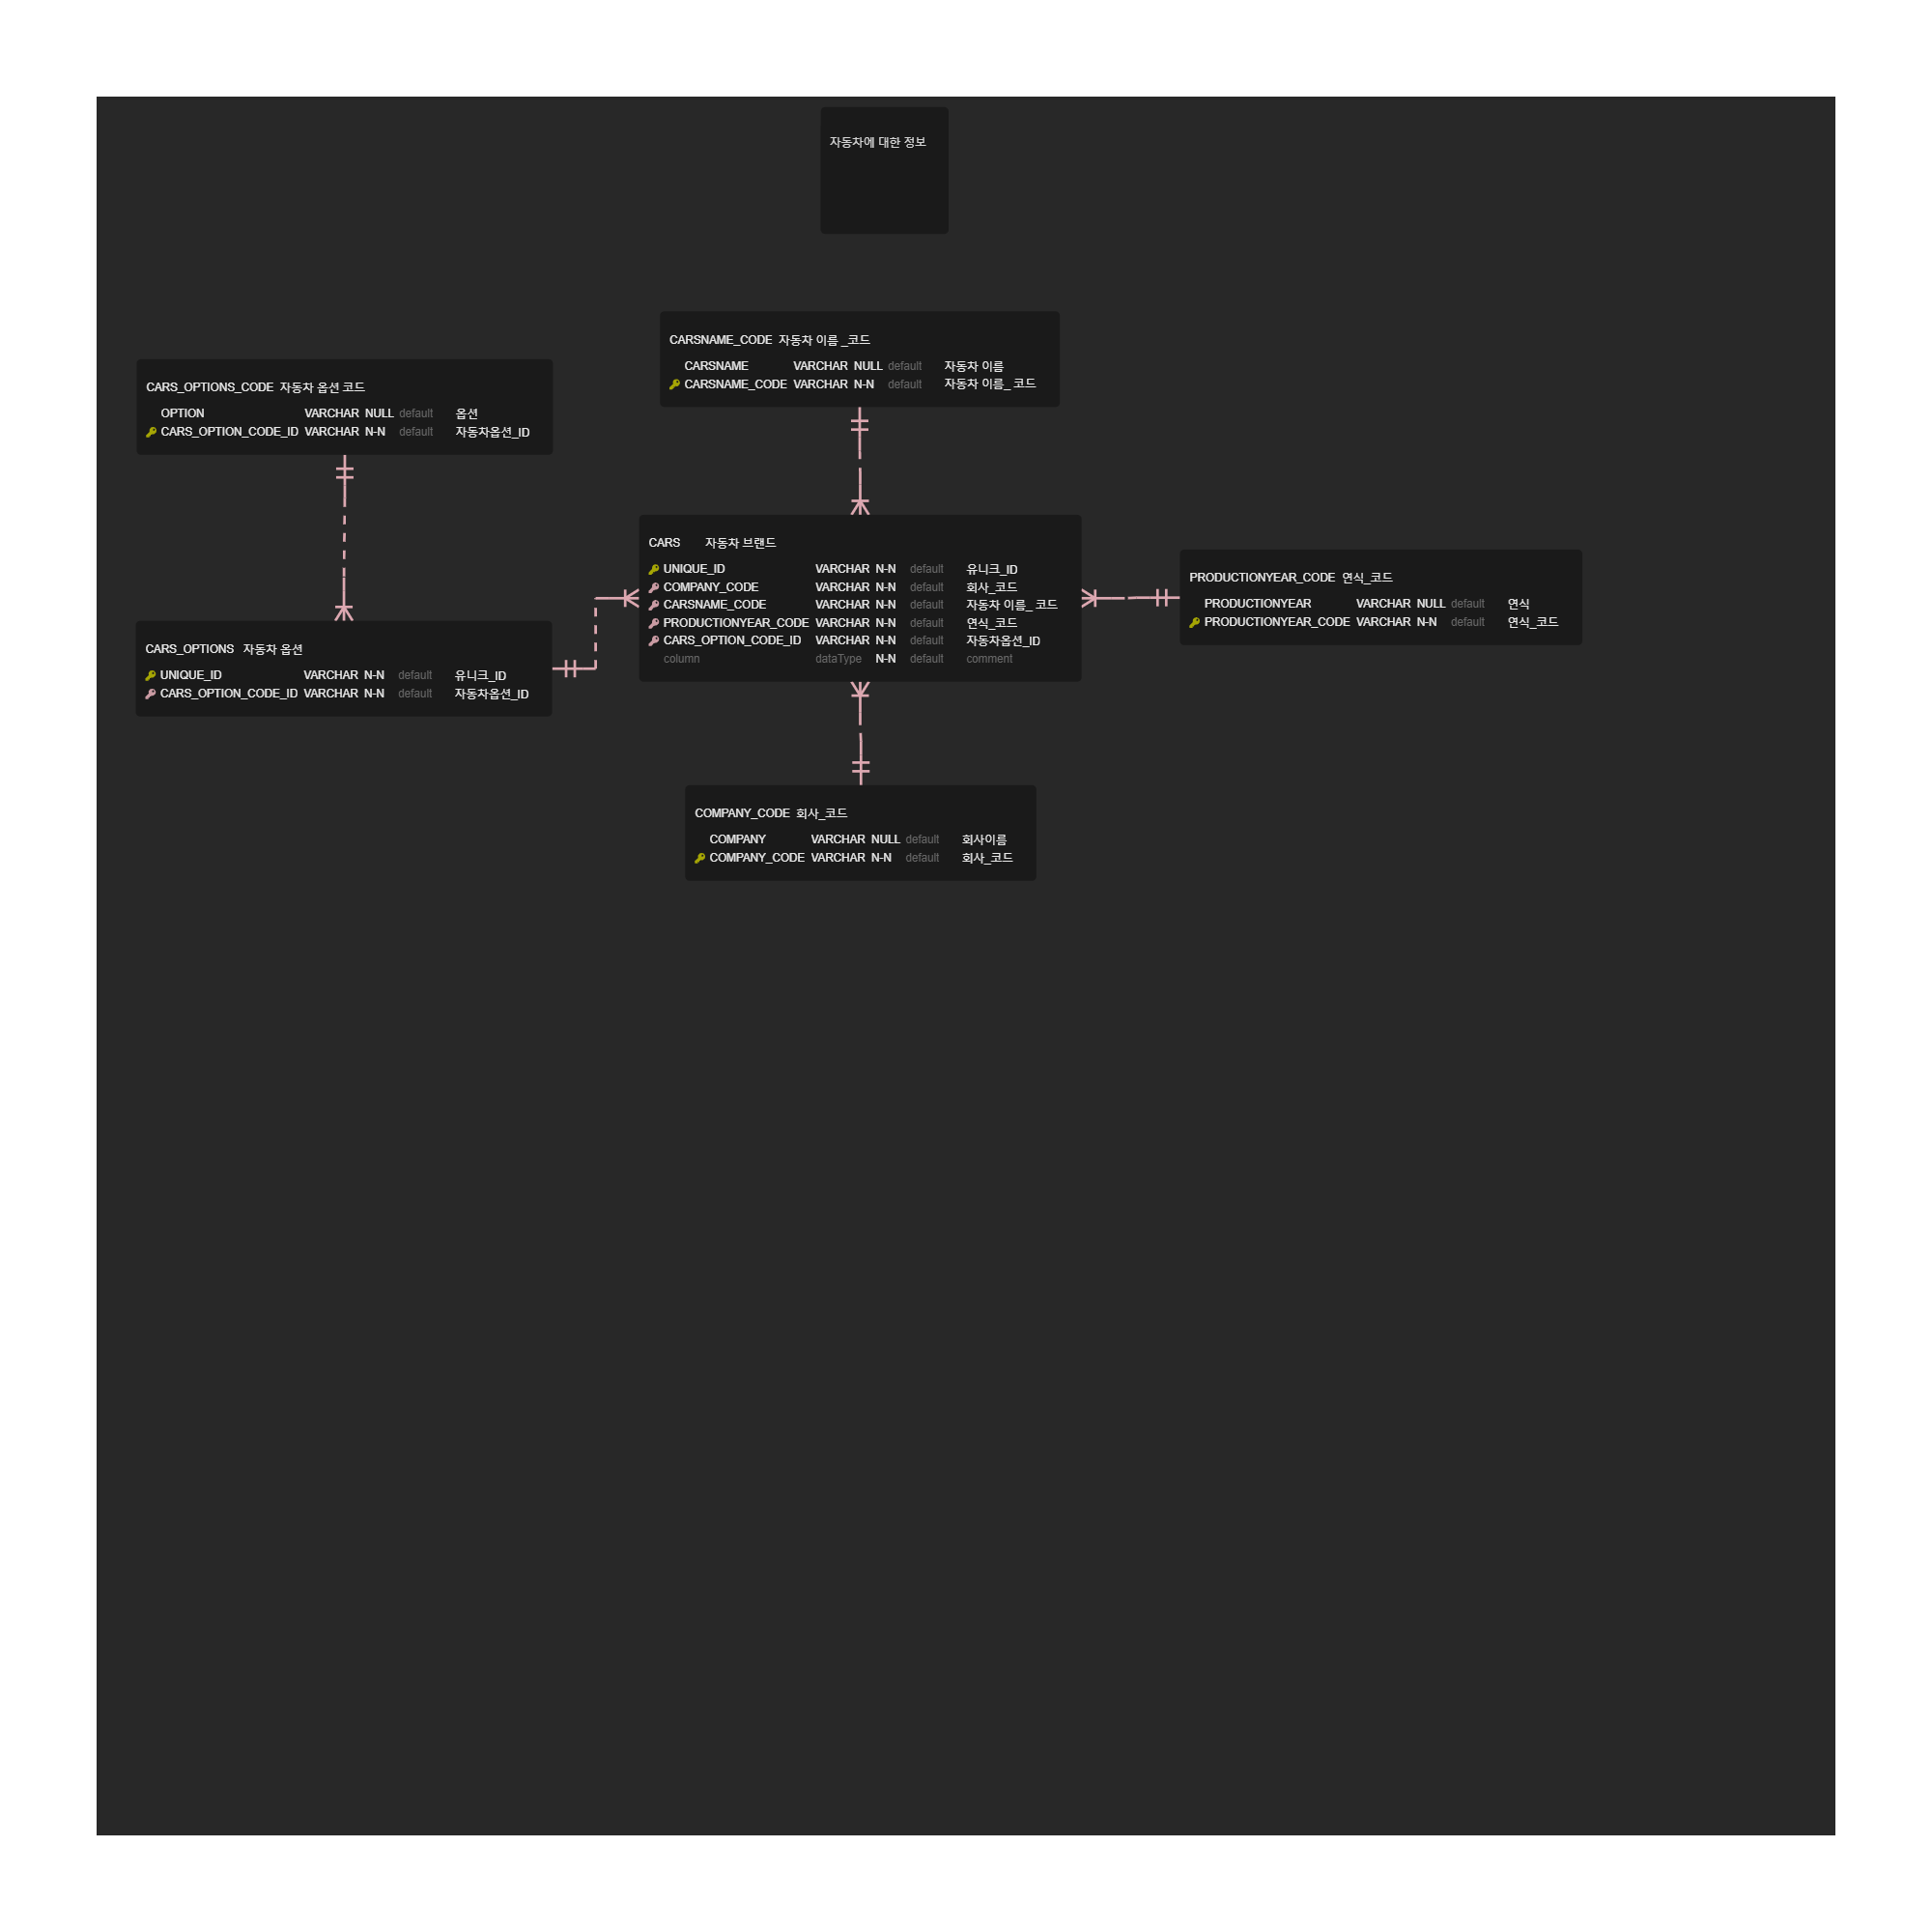 자동차에 대한 정보
CARSNAME_CODE 자동차 이름 _코드
CARSNAME VARCHAR NULL default 자동차 이름
CARSNAME_CODE VARCHAR N-N default 자동차 이름_ 코드
CARS_OPTIONS_CODE 자동차 옵션 코드
OPTION VARCHAR NULL default 옵션
CARS_OPTION_CODE_ID VARCHAR N-N default 자동차옵션_ID
CARS 자동차 브랜드
UNIQUE_ID VARCHAR N-N default 유니크_ID
COMPANY_CODE VARCHAR N-N default 회사_코드
CARSNAME_CODE VARCHAR N-N default 자동차 이름_ 코드
PRODUCTIONYEAR_CODE VARCHAR N-N default 연식_코드
CARS_OPTION_CODE_ID VARCHAR N-N default 자동차옵션_ID
column dataType N-N default comment
PRODUCTIONYEAR_CODE 연식_코드
PRODUCTIONYEAR VARCHAR NULL default 연식
PRODUCTIONYEAR_CODE VARCHAR N-N default 연식_코드
CARS_OPTIONS 자동차 옵션
UNIQUE_ID VARCHAR N-N default 유니크_ID
CARS_OPTION_CODE_ID VARCHAR N-N default 자동차옵션_ID
COMPANY_CODE 회사_코드
COMPANY VARCHAR NULL default 회사이름
COMPANY_CODE VARCHAR N-N default 회사_코드